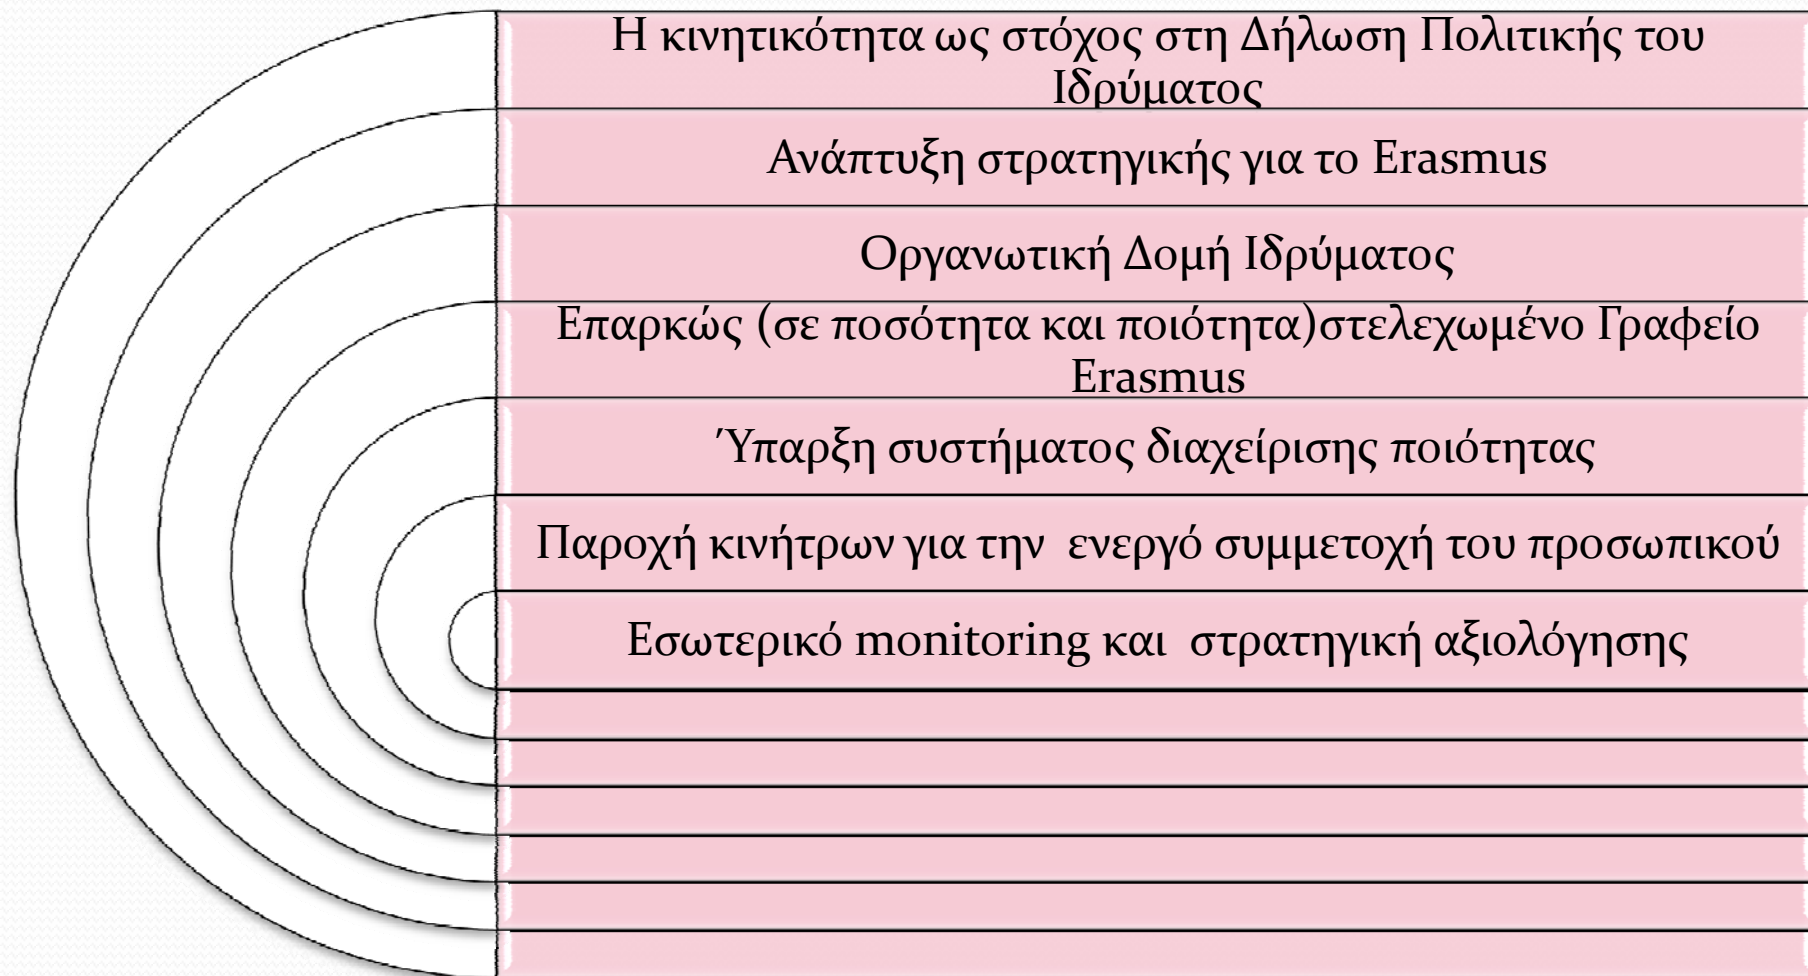 Η κινητικότητα ως στόχος στη Δήλωση Πολιτικής του
Ιδρύματος
Ανάπτυξη στρατηγικής για το Erasmus
Οργανωτική Δομή Ιδρύματος
Επαρκώς (σε ποσότητα και ποιότητα)στελεχωμένο Γραφείο
Erasmus
Ύπαρξη συστήματος διαχείρισης ποιότητας
Παροχή κινήτρων για την  ενεργό συμμετοχή του προσωπικού
Εσωτερικό monitoring και  στρατηγική αξιολόγησης